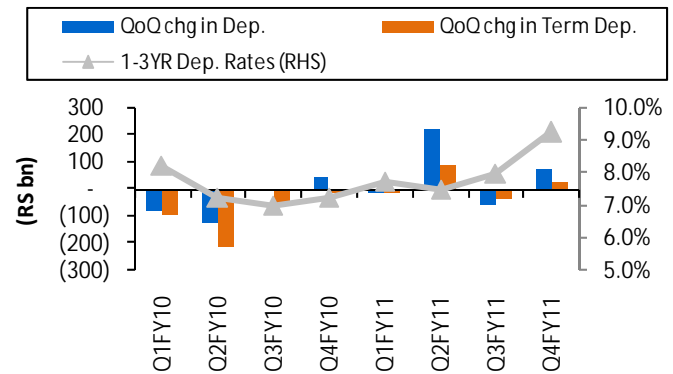 QoQ chg in Dep. QoQ chg in Term Dep.
1-3YR Dep. Rates (RHS)
(RS bn)
300
200
100
-
(100)
(200)
(300)
10.0%
9.0%
8.0%
7.0%
6.0%
5.0%
Q1FY10
Q2FY10
Q3FY10
Q4FY10
Q1FY11
Q2FY11
Q3FY11
Q4FY11